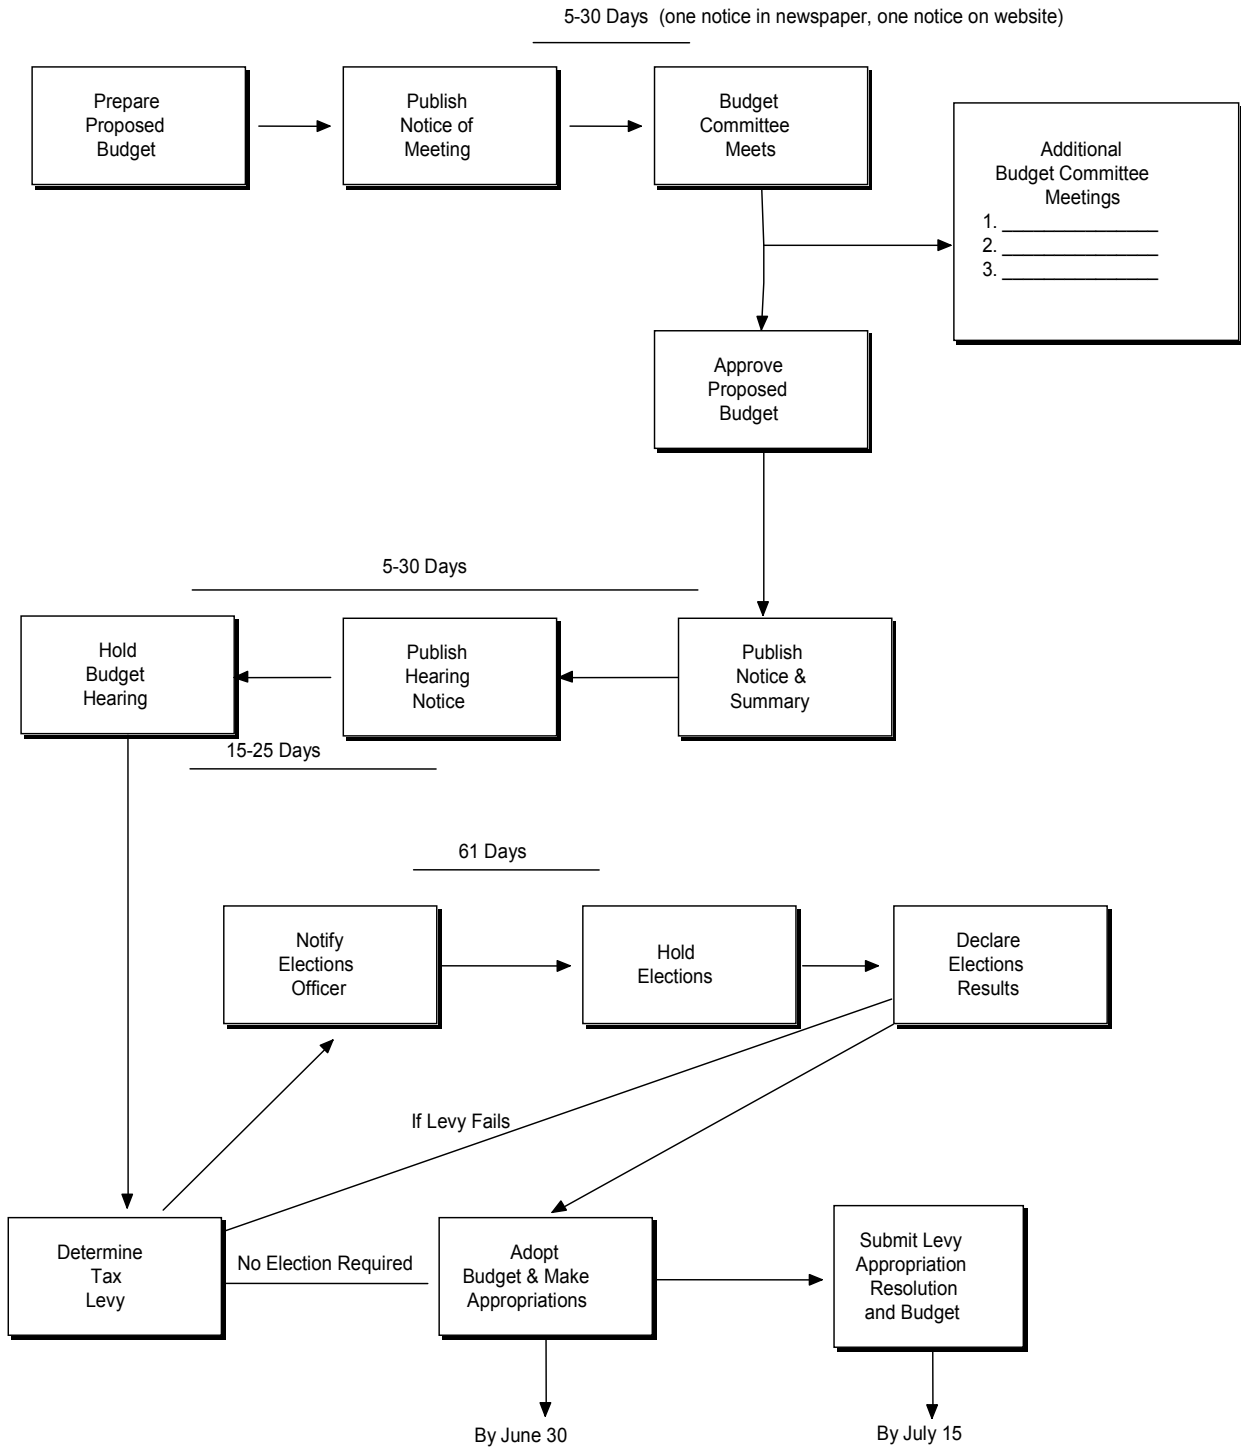 5-30 Days  (one notice in newspaper, one notice on website)
Prepare
Proposed
Budget
Publish
Notice of
Meeting
Budget
Committee
Meets
Additional
Budget Committee
Meetings
1. _______________
2. _______________
3. _______________
Approve
Proposed
Budget
5-30 Days
Hold
Budget
Hearing
Publish
Hearing
Notice
Publish
Notice &
Summary
15-25 Days
61 Days
Notify
Elections
Officer
Hold
Elections
Declare
Elections
Results
If Levy Fails
Determine
Tax
Levy
No Election Required
Adopt
Budget & Make
Appropriations
Submit Levy
Appropriation
Resolution
and Budget
By June 30
By July 15